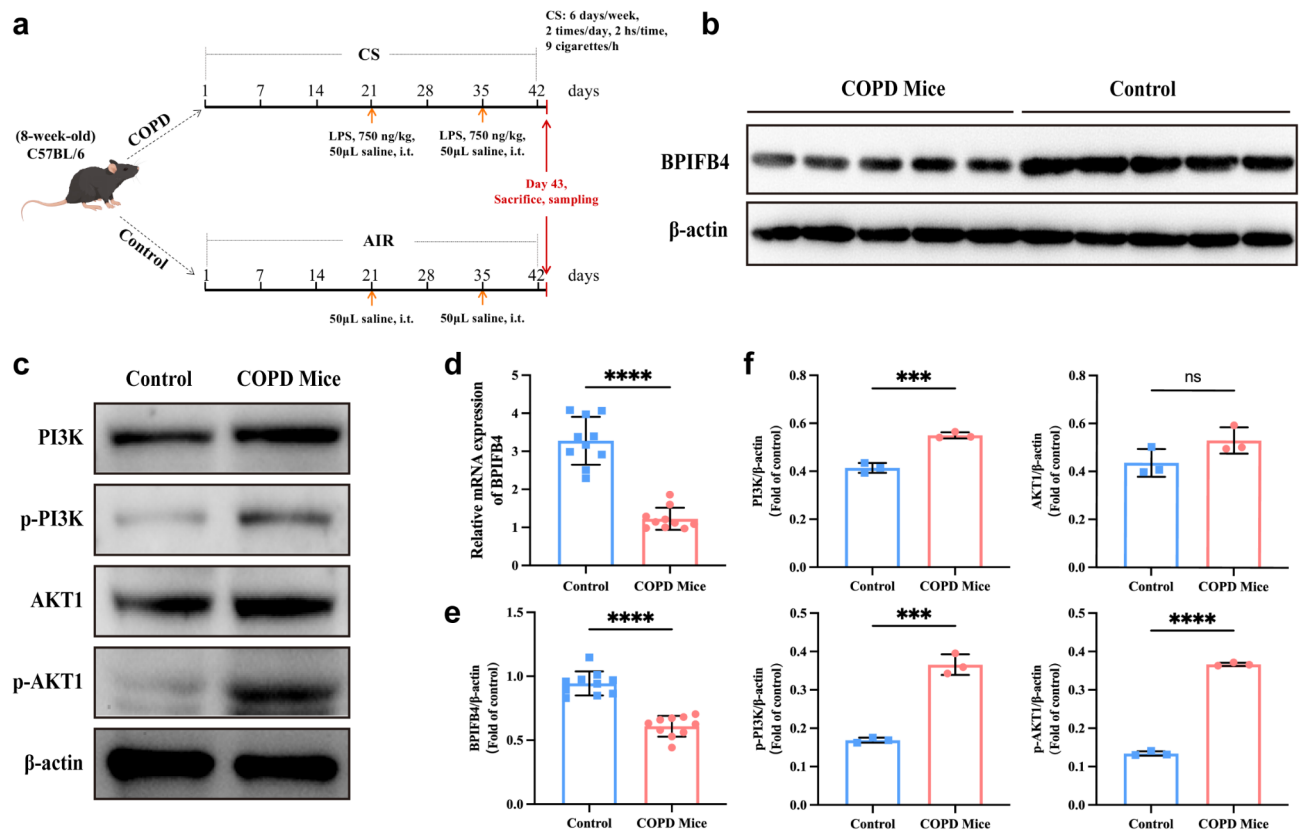 a
CS: 6 days/week,
2 times/day, 2 hs/time,
9 cigarettes/h
CS
1 7 14 21 28 35 42 days
LPS, 750 ng/kg,
50μL saline, i.t.
LPS, 750 ng/kg,
50μL saline, i.t.
(8-week-old)
C57BL/6
COPD
Control
Day 43,
Sacrifice, sampling
AIR
1 7 14 21 28 35 42 days
50μL saline, i.t.
50μL saline, i.t.
b
COPD Mice Control
BPIFB4
β-actin
c
Control COPD Mice
PI3K
p-PI3K
AKT1
p-AKT1
β-actin
d
Relative mRNA expression
of BPIFB4
5
4
3
2
1
0
****
Control COPD Mice
e
BPIFB4/β-actin
(Fold of control)
1.5
1.0
0.5
0.0
****
Control COPD Mice
f
PI3K/β-actin
(Fold of control)
0.8
0.6
0.4
0.2
0.0
***
Control COPD Mice
AKT1/β-actin
(Fold of control)
0.8
0.6
0.4
0.2
0.0
ns
Control COPD Mice
p-PI3K/β-actin
(Fold of control)
0.5
0.4
0.3
0.2
0.1
0.0
***
Control COPD Mice
p-AKT1/β-actin
(Fold of control)
0.5
0.4
0.3
0.2
0.1
0.0
****
Control COPD Mice